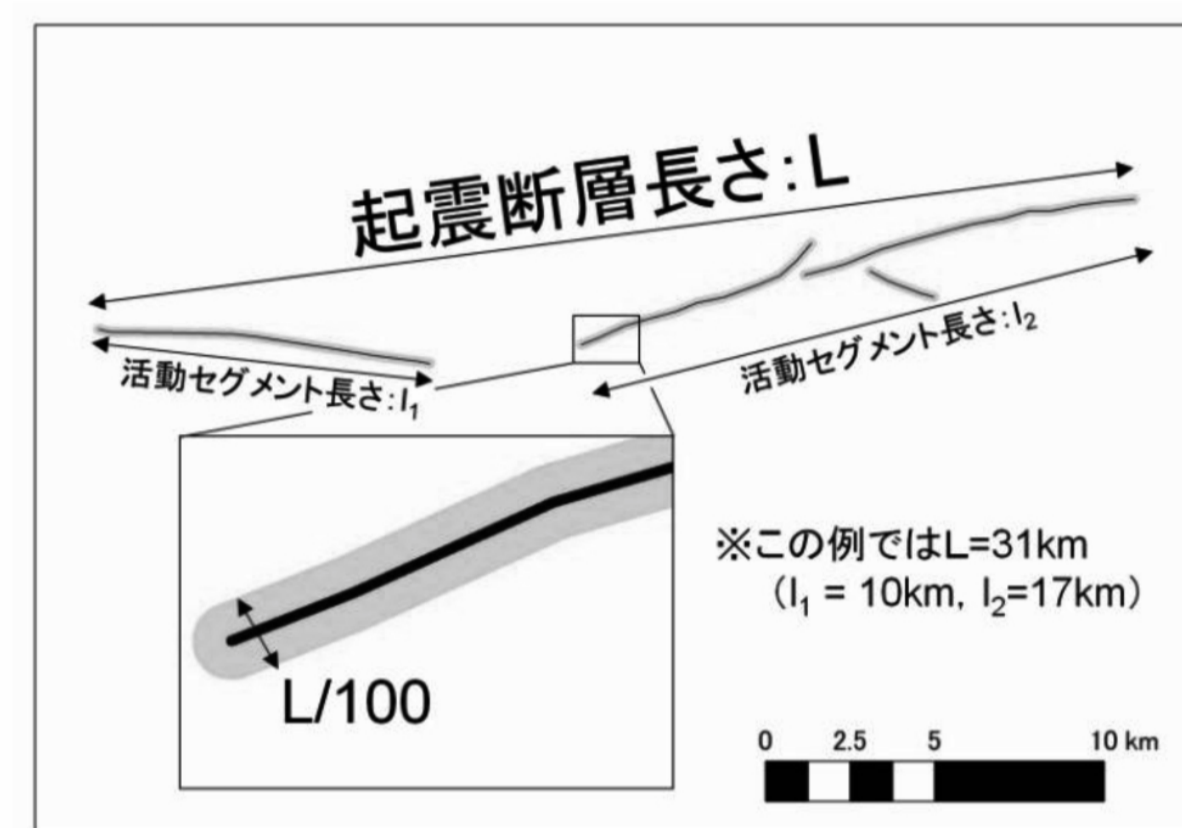 起震断層長さ:L
活動セグメント長さ:l₁
活動セグメント長さ:l₂
L/100
※この例ではL=31km
（l₁ = 10km, l₂=17km）
0 2.5 5 10 km